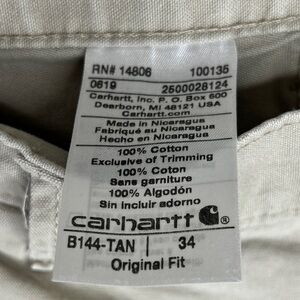 RN# 14806 100135
0619 2500028124
Carhartt, Inc. P. O. Box 600
Dearborn, MI 48121 USA
Carhartt.com
Made in Nicaragua
Fabriqué au Nicaragua
Hecho en Nicaragua
100% Cotton
Exclusive of Trimming
100% Coton
Sans garniture
100% Algodón
Sin incluir adorno
carhartt ®
B144-TAN 34
Original Fit